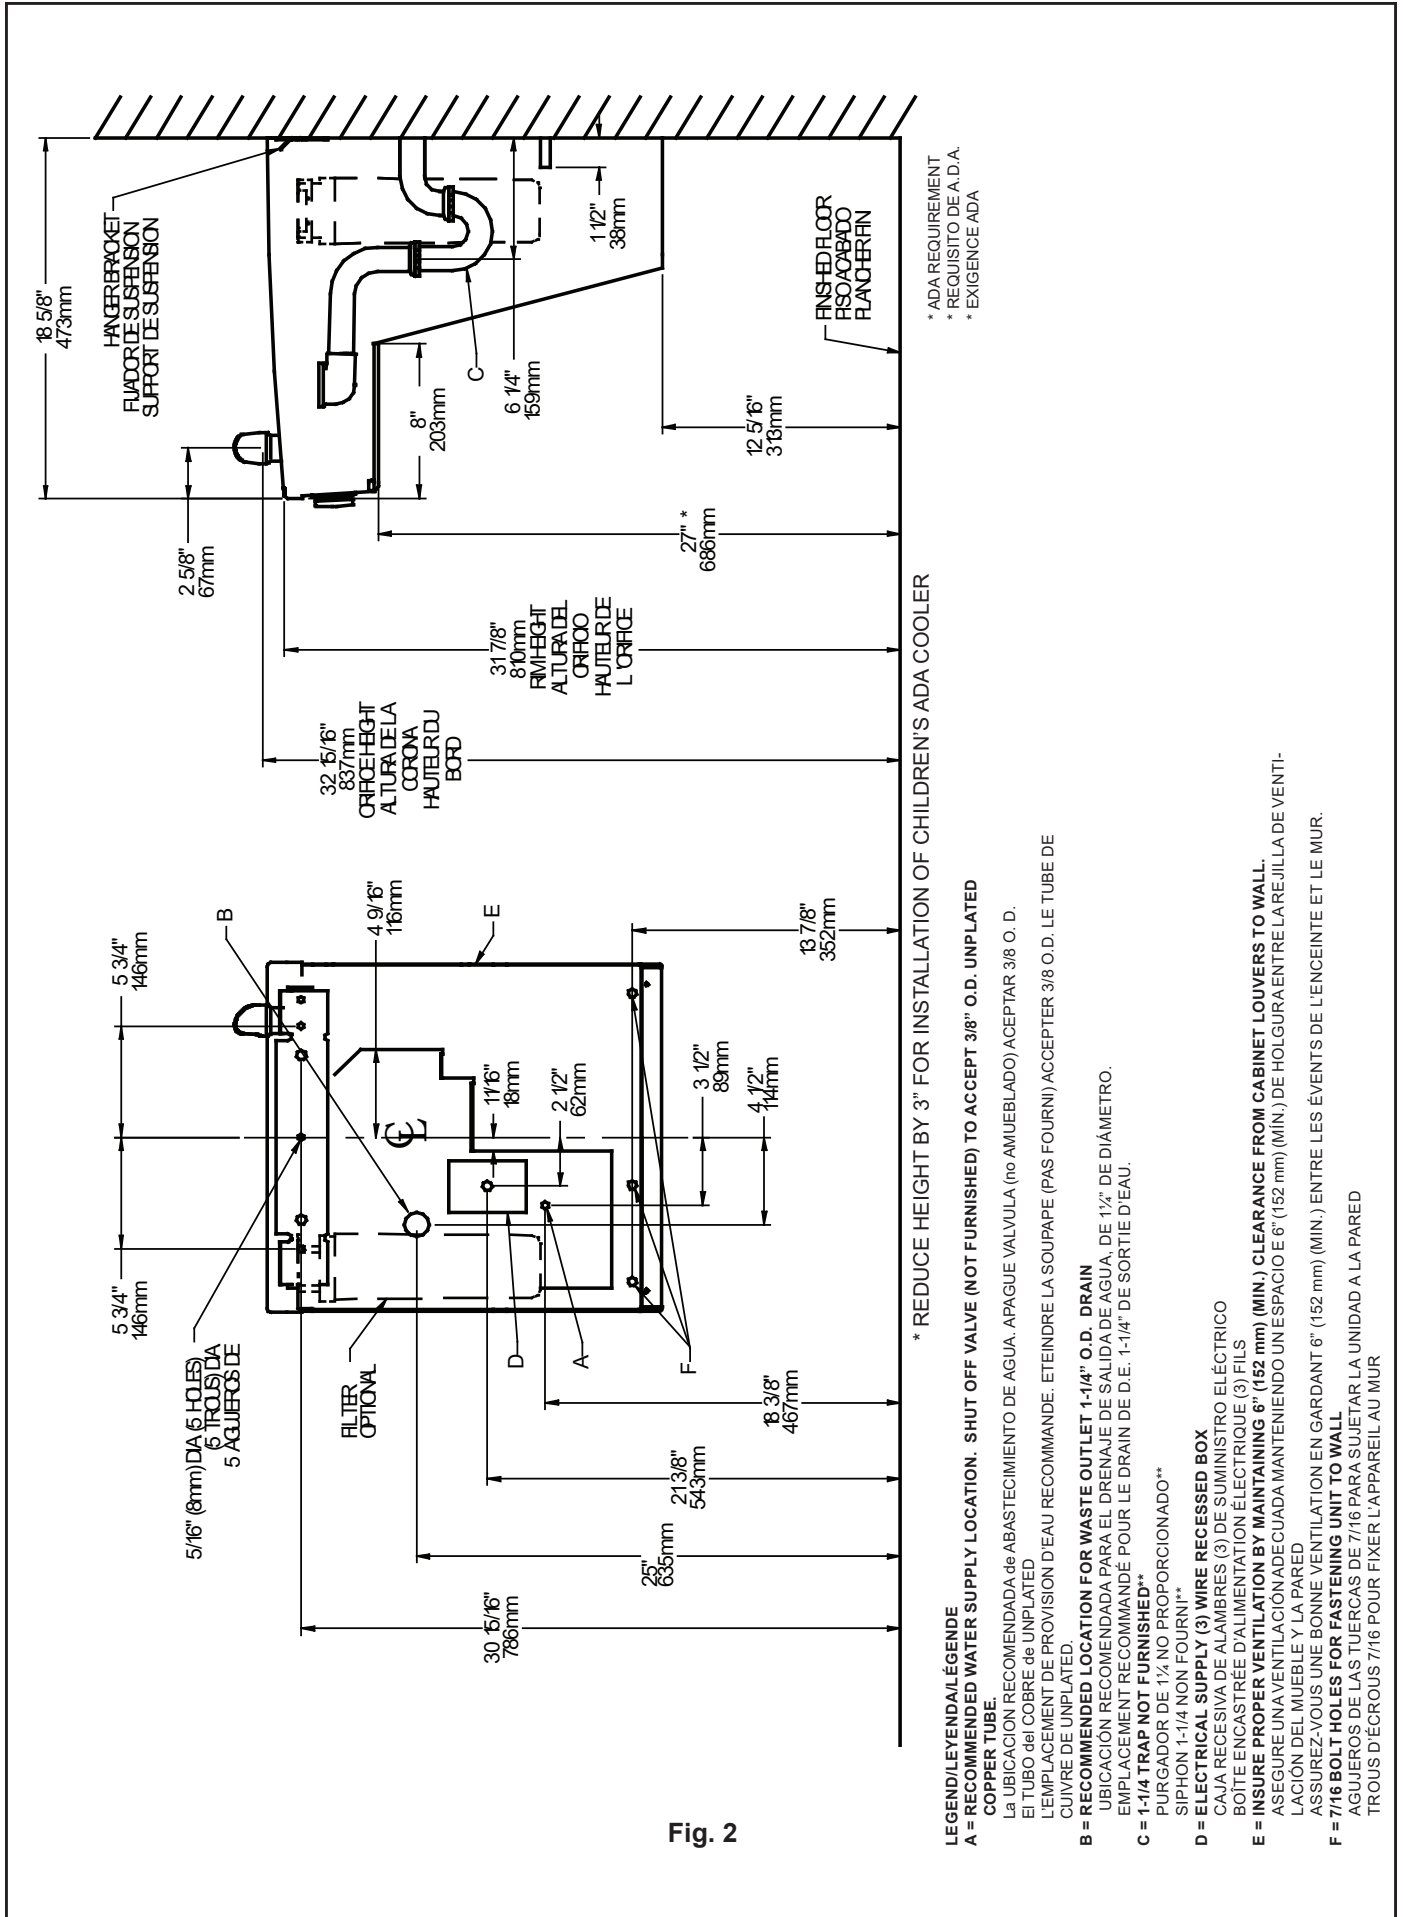 18 5/8"
473mm
HANGER BRACKET
FIJADOR DE SUSPENSIÓN
SUPPORT DE SUSPENSION
2 5/8"
67mm
8"
203mm
C
6 1/4"
159mm
1 1/2"
38mm
12 5/16"
313mm
27" *
686mm
31 7/8"
810mm
RIM HEIGHT
ALTURA DEL
ORIFICIO
HAUTEUR DE
L'ORIFICE
32 15/16"
837mm
ORIFICE HEIGHT
ALTURA DE LA
CORONA
HAUTEUR DU
BORD
FINISHED FLOOR
PISO ACABADO
PLANCHER FIN
* ADA REQUIREMENT
* REQUISITO DE A.D.A.
* EXIGENCE ADA
5 3/4"
146mm
5 3/4"
146mm
B
4 9/16"
116mm
E
5/16" (8mm) DIA (5 HOLES)
(5 TROUS) DIA
5 AGUJEROS DE
CL
11/16"
18mm
2 1/2"
62mm
3 1/2"
89mm
4 1/2"
114mm
13 7/8"
352mm
FILTER
OPTIONAL
D
A
F
18 3/8"
467mm
21 3/8"
543mm
25"
635mm
30 15/16"
786mm
* REDUCE HEIGHT BY 3" FOR INSTALLATION OF CHILDREN'S ADA COOLER
LEGEND/LEYENDA/LÉGENDE
A = RECOMMENDED WATER SUPPLY LOCATION. SHUT OFF VALVE (NOT FURNISHED) TO ACCEPT 3/8" O.D. UNPLATED
COPPER TUBE.
La UBICACION RECOMENDADA de ABASTECIMIENTO DE AGUA. APAGUE VALVULA (no AMUEBLADO) ACEPTAR 3/8 O. D.
El TUBO del COBRE de UNPLATED
L'EMPLACEMENT DE PROVISION D'EAU RECOMMANDE. ETEINDRE LA SOUPAPE (PAS FOURNI) ACCEPTER 3/8 O.D. LE TUBE DE
CUIVRE DE UNPLATED.
B = RECOMMENDED LOCATION FOR WASTE OUTLET 1-1/4" O.D. DRAIN
UBICACIÓN RECOMENDADA PARA EL DRENAJE DE SALIDA DE AGUA, DE 1¼" DE DIÁMETRO.
EMPLACEMENT RECOMMANDÉ POUR LE DRAIN DE D.E. 1-1/4" DE SORTIE D'EAU.
C = 1-1/4 TRAP NOT FURNISHED**
PURGADOR DE 1¼ NO PROPORCIONADO**
SIPHON 1-1/4 NON FOURNI**
D = ELECTRICAL SUPPLY (3) WIRE RECESSED BOX
CAJA RECESIVA DE ALAMBRES (3) DE SUMINISTRO ELÉCTRICO
BOÎTE ENCASTRÉE D'ALIMENTATION ÉLECTRIQUE (3) FILS
E = INSURE PROPER VENTILATION BY MAINTAINING 6" (152 mm) (MIN.) CLEARANCE FROM CABINET LOUVERS TO WALL.
ASEGURE UNA VENTILACIÓN ADECUADA MANTENIENDO UN ESPACIO E 6" (152 mm) (MÍN.) DE HOLGURA ENTRE LA REJILLA DE VENTI-
LACIÓN DEL MUEBLE Y LA PARED
ASSUREZ-VOUS UNE BONNE VENTILATION EN GARDANT 6" (152 mm) (MIN.) ENTRE LES ÉVENTS DE L'ENCEINTE ET LE MUR.
F = 7/16 BOLT HOLES FOR FASTENING UNIT TO WALL
AGUJEROS DE LAS TUERCAS DE 7/16 PARA SUJETAR LA UNIDAD A LA PARED
TROUS D'ÉCROUS 7/16 POUR FIXER L'APPAREIL AU MUR
Fig. 2